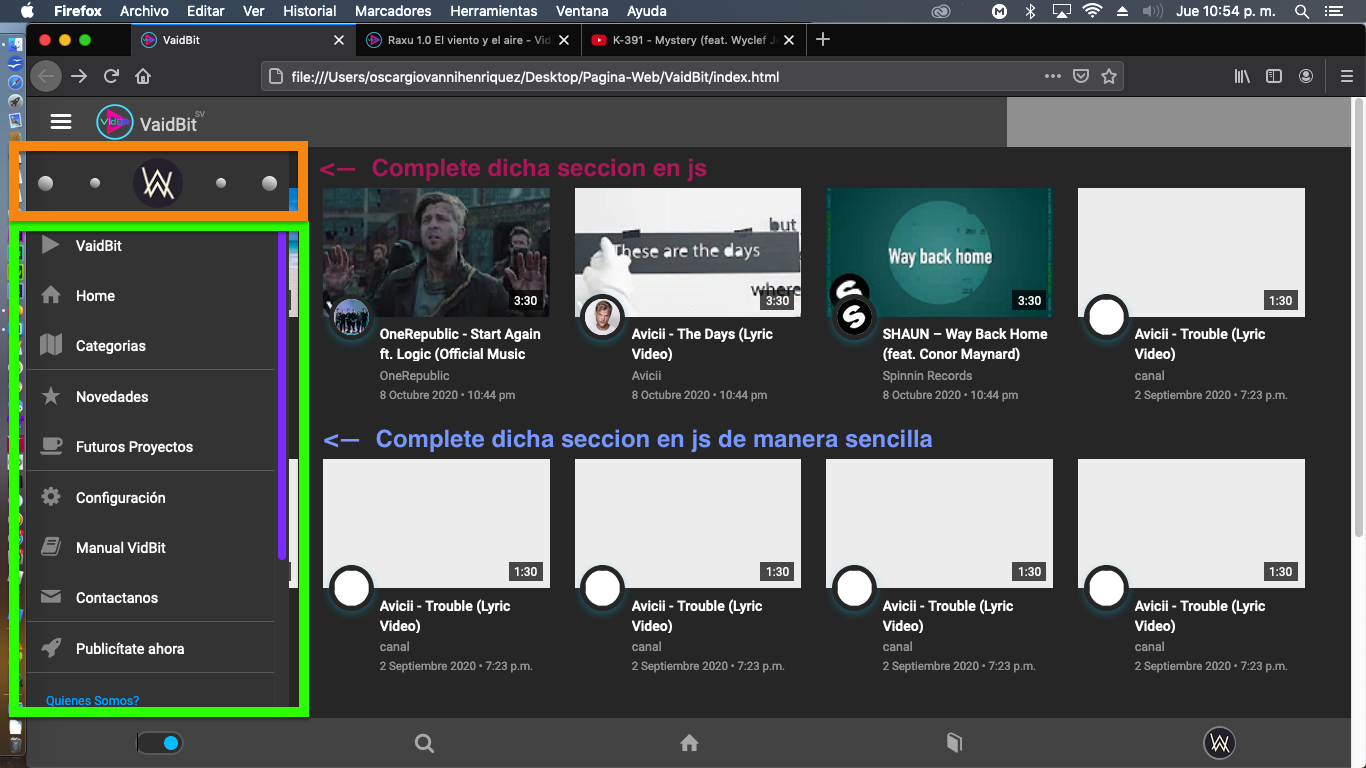 Firefox Archivo Editar Ver Historial Marcadores Herramientas Ventana Ayuda Jue 10:54 p. m.
VaidBit
Raxu 1.0 El viento y el aire - Vid
K-391 - Mystery (feat. Wyclef Je
file:///Users/oscargiovannihenriquez/Desktop/Pagina-Web/VaidBit/index.html
VaidBit SV
<— Complete dicha seccion en js
VaidBit
Home
Categorias
Novedades
Futuros Proyectos
Configuración
Manual VidBit
Contactanos
Publicítate ahora
Quienes Somos?
but
These are the days
where
Way back home
3:30
3:30
3:30
1:30
OneRepublic - Start Again
ft. Logic (Official Music
OneRepublic
8 Octubre 2020 • 10:44 pm
Avicii - The Days (Lyric
Video)
Avicii
8 Octubre 2020 • 10:44 pm
SHAUN – Way Back Home
(feat. Conor Maynard)
Spinnin Records
8 Octubre 2020 • 10:44 pm
Avicii - Trouble (Lyric
Video)
canal
2 Septiembre 2020 • 7:23 p.m.
<— Complete dicha seccion en js de manera sencilla
1:30
1:30
1:30
1:30
Avicii - Trouble (Lyric
Video)
canal
2 Septiembre 2020 • 7:23 p.m.
Avicii - Trouble (Lyric
Video)
canal
2 Septiembre 2020 • 7:23 p.m.
Avicii - Trouble (Lyric
Video)
canal
2 Septiembre 2020 • 7:23 p.m.
Avicii - Trouble (Lyric
Video)
canal
2 Septiembre 2020 • 7:23 p.m.